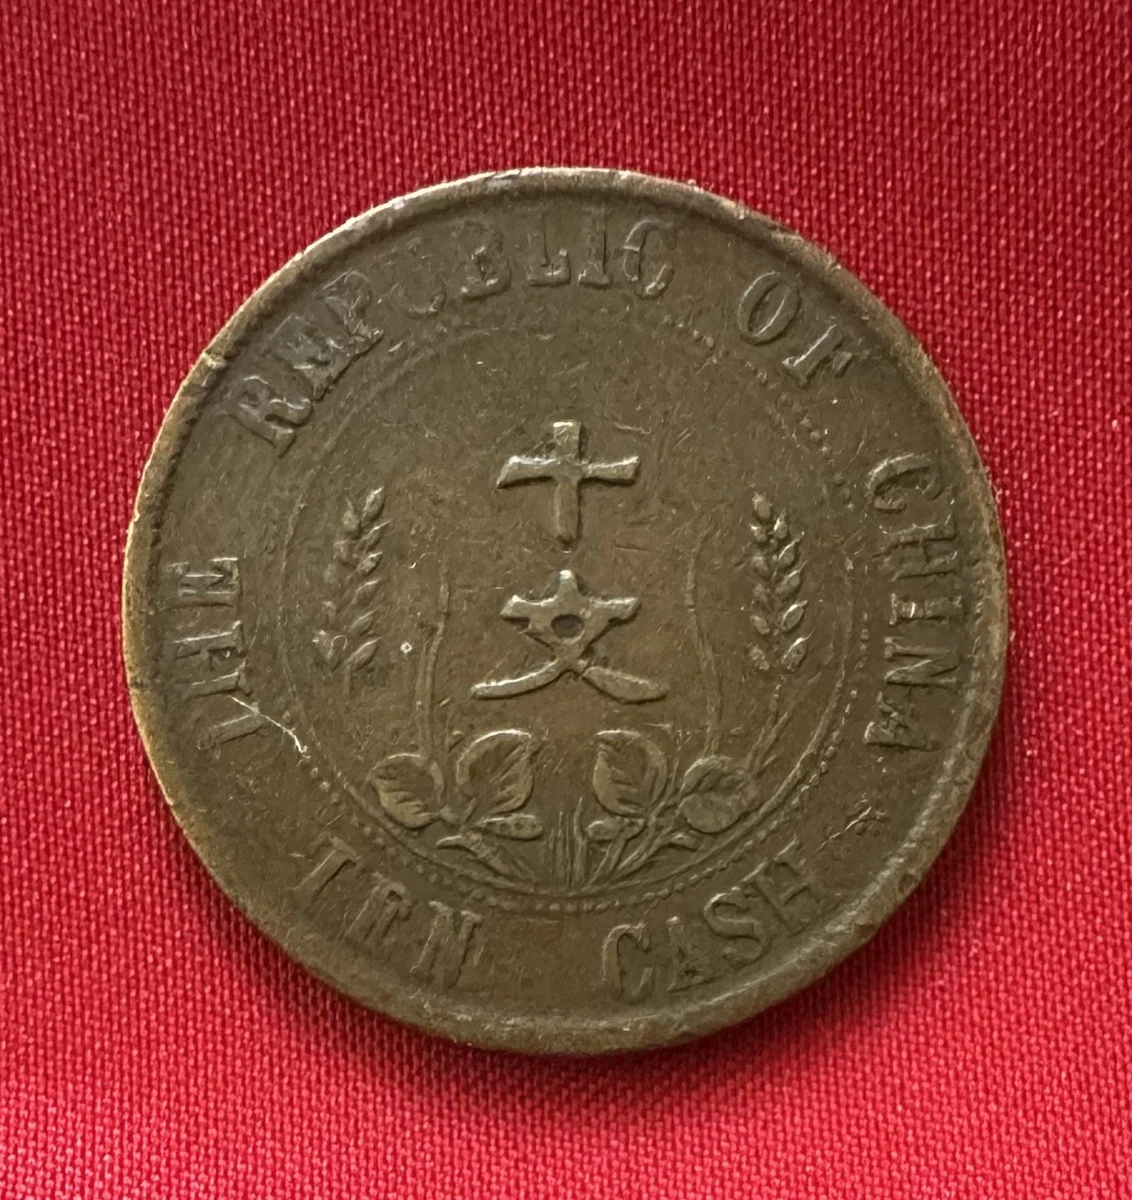 THE REPUBLIC OF CHINA
十
文
TEN CASH